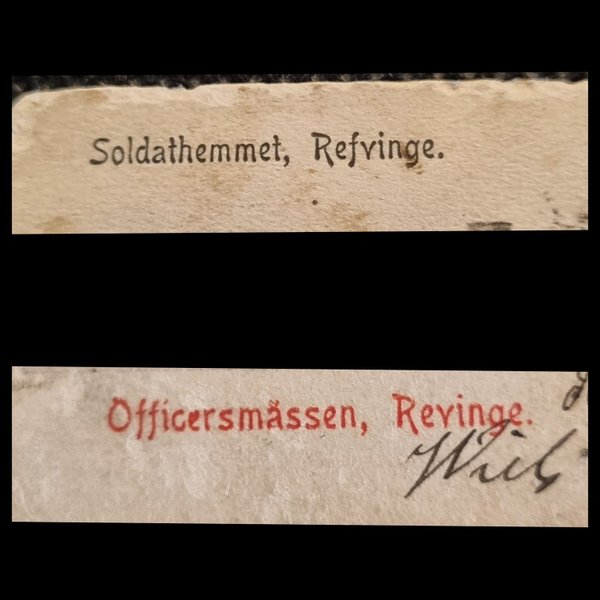 Soldathemmet, Refvinge.
Officersmässen, Revinge.